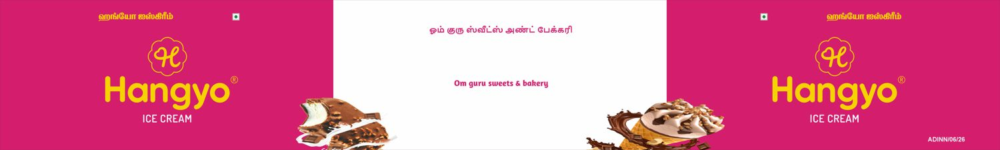 ஹங்யோ ஐஸ்கிரீம்
H
Hangyo®
ICE CREAM
ஓம் குரு ஸ்வீட்ஸ் அண்ட் பேக்கரி
Om guru sweets & bakery
ஹங்யோ ஐஸ்கிரீம்
H
Hangyo®
ICE CREAM
ADINN/06/26